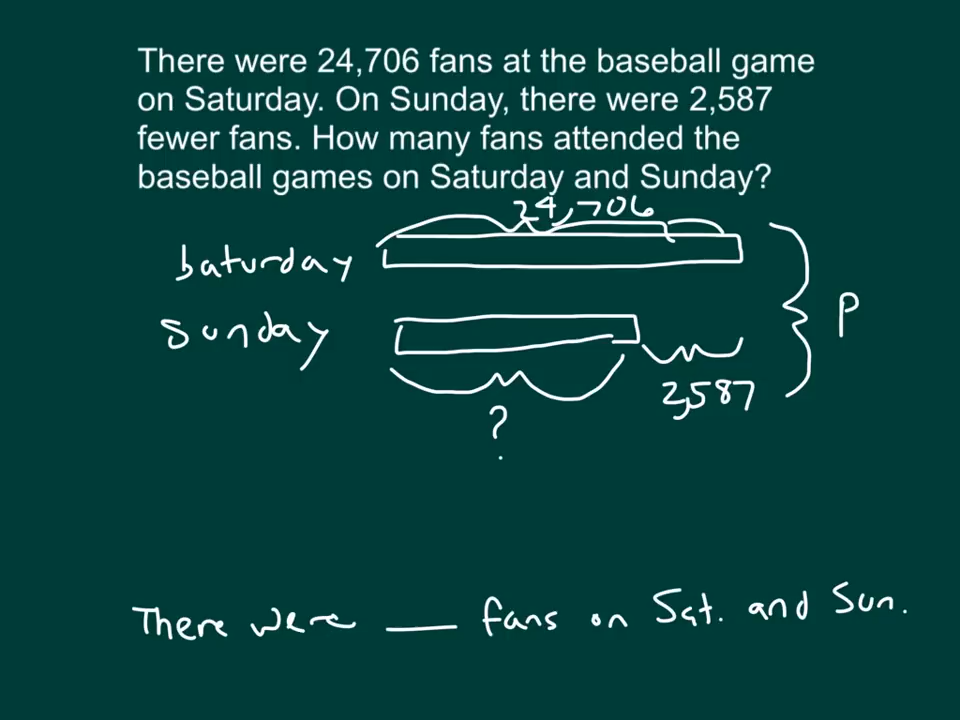 There were 24,706 fans at the baseball game
on Saturday. On Sunday, there were 2,587
fewer fans. How many fans attended the
baseball games on Saturday and Sunday?
24,706
Saturday
Sunday
P
2,587
?
There were ___ fans on Sat. and Sun.